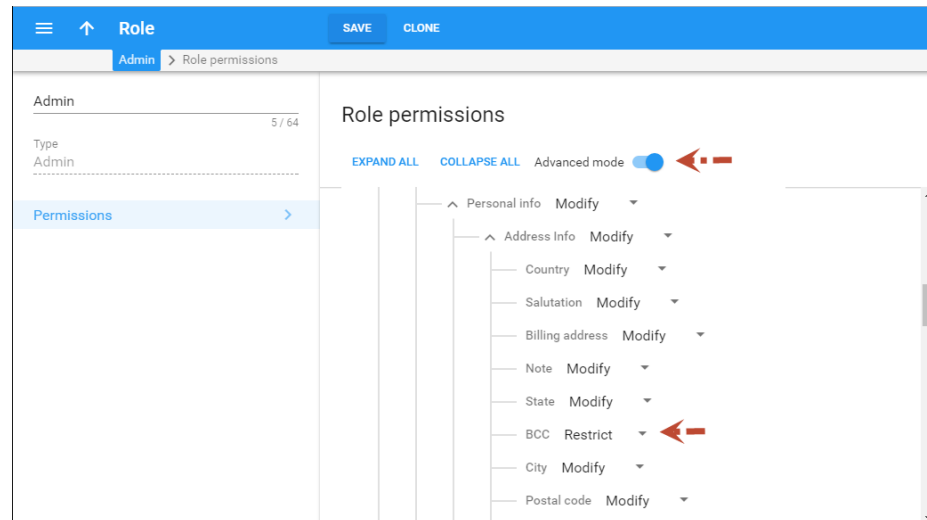 Role SAVE CLONE
Admin Role permissions
Admin
5 / 64
Type
Admin
Permissions
Role permissions
EXPAND ALL COLLAPSE ALL Advanced mode
Personal info Modify
Address Info Modify
Country Modify
Salutation Modify
Billing address Modify
Note Modify
State Modify
BCC Restrict
City Modify
Postal code Modify